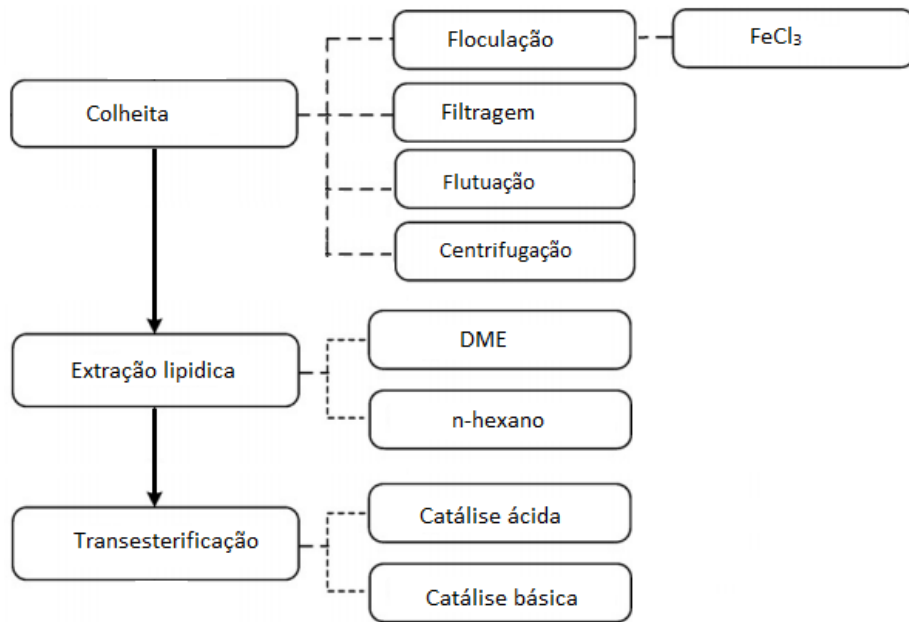 Floculação
FeCl₃
Colheita
Filtragem
Flutuação
Centrifugação
DME
Extração lipidica
n-hexano
Catálise ácida
Transesterificação
Catálise básica